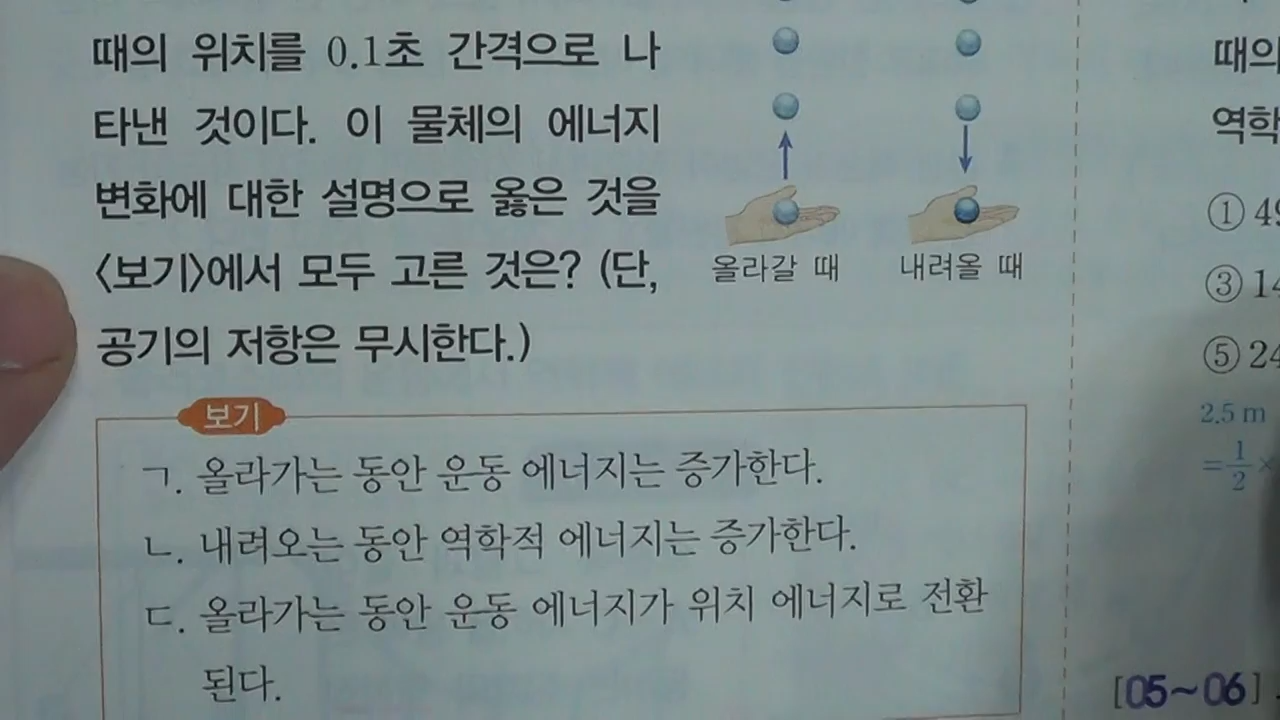 때의 위치를 0.1초 간격으로 나
타낸 것이다. 이 물체의 에너지
변화에 대한 설명으로 옳은 것을
<보기>에서 모두 고른 것은? (단,
공기의 저항은 무시한다.)
올라갈 때
내려올 때
보기
ㄱ. 올라가는 동안 운동 에너지는 증가한다.
ㄴ. 내려오는 동안 역학적 에너지는 증가한다.
ㄷ. 올라가는 동안 운동 에너지가 위치 에너지로 전환
된다.
때의
역학
①
③
⑤
2.5 m
=1/2×
[05~06]